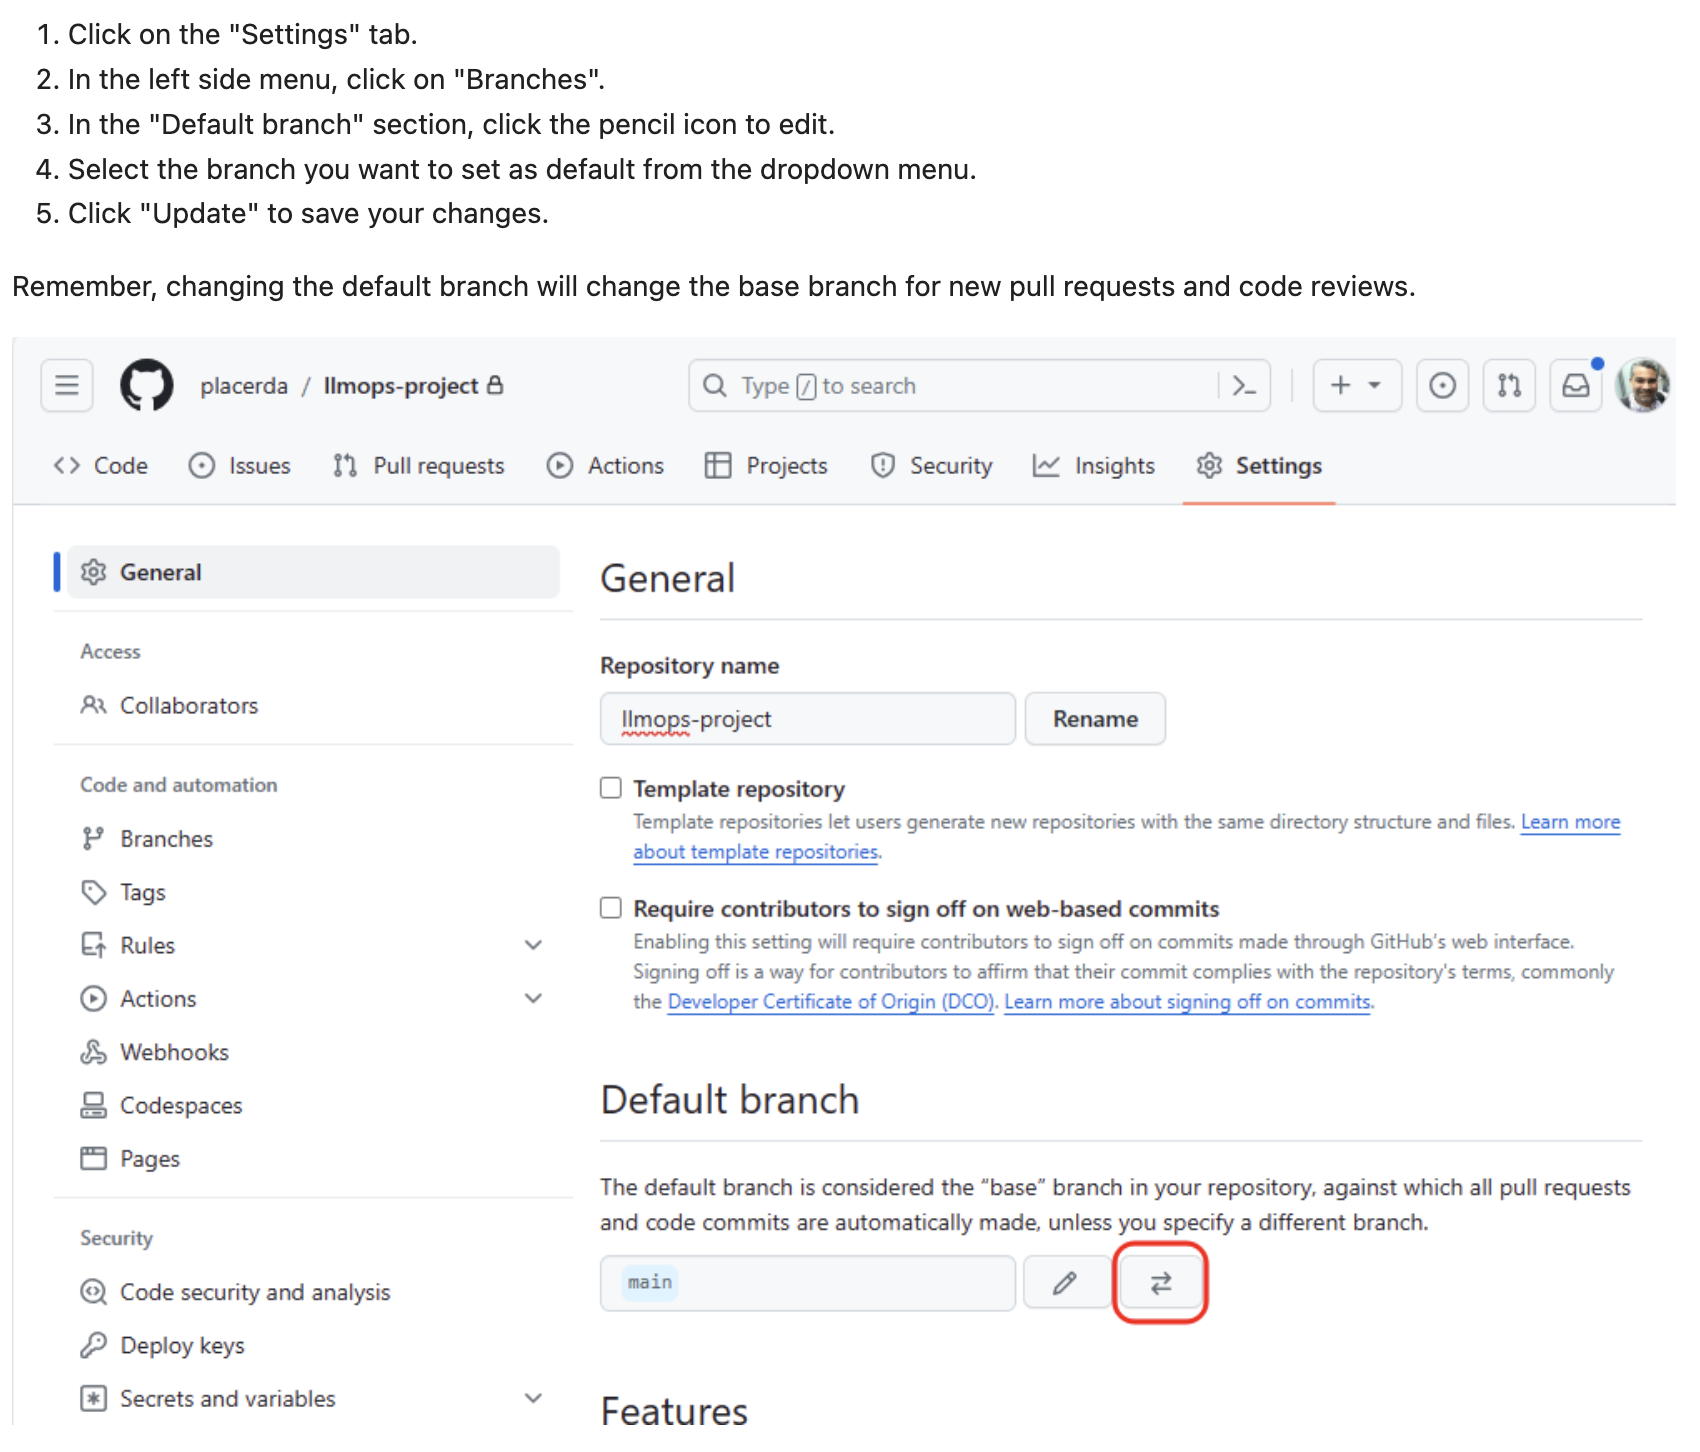 1. Click on the "Settings" tab.
2. In the left side menu, click on "Branches".
3. In the "Default branch" section, click the pencil icon to edit.
4. Select the branch you want to set as default from the dropdown menu.
5. Click "Update" to save your changes.
Remember, changing the default branch will change the base branch for new pull requests and code reviews.
placerda / llmops-project
Type / to search
Code
Issues
Pull requests
Actions
Projects
Security
Insights
Settings
General
Access
Collaborators
Code and automation
Branches
Tags
Rules
Actions
Webhooks
Codespaces
Pages
Security
Code security and analysis
Deploy keys
Secrets and variables
General
Repository name
llmops-project
Rename
Template repository
Template repositories let users generate new repositories with the same directory structure and files. Learn more
about template repositories.
Require contributors to sign off on web-based commits
Enabling this setting will require contributors to sign off on commits made through GitHub's web interface.
Signing off is a way for contributors to affirm that their commit complies with the repository's terms, commonly
the Developer Certificate of Origin (DCO). Learn more about signing off on commits.
Default branch
The default branch is considered the “base” branch in your repository, against which all pull requests
and code commits are automatically made, unless you specify a different branch.
main
Features